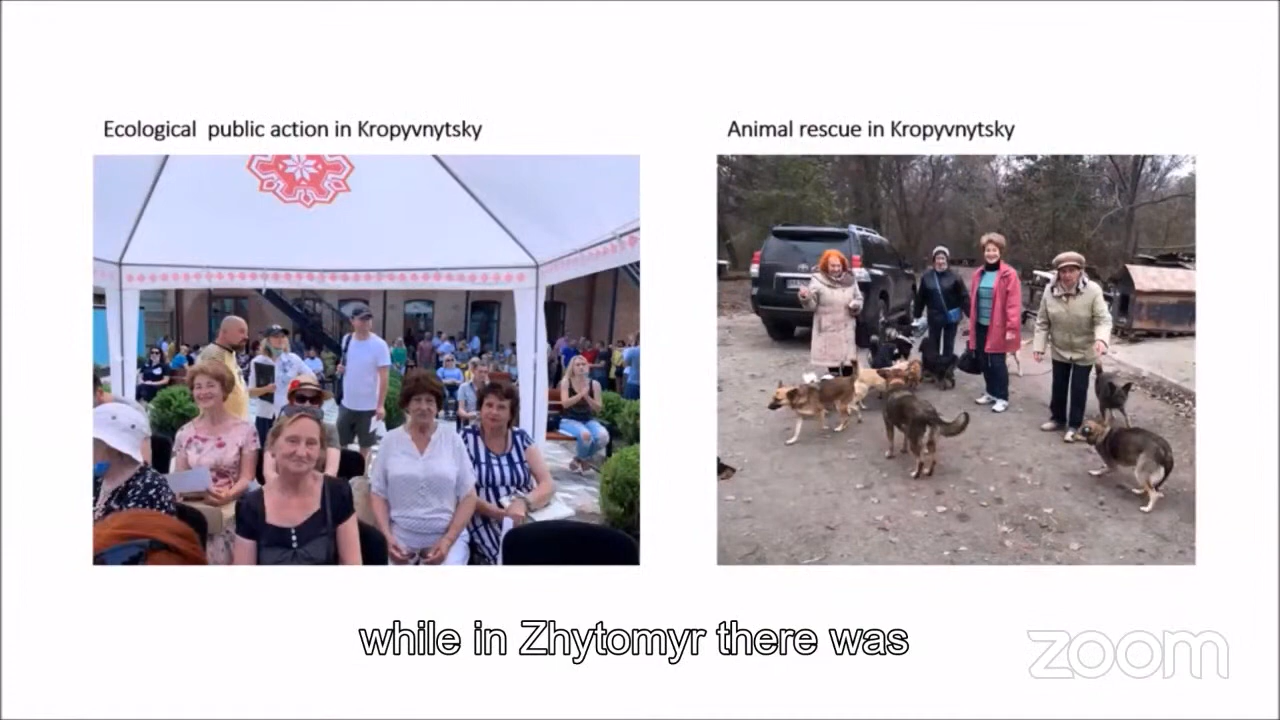 Ecological public action in Kropyvnytsky
Animal rescue in Kropyvnytsky
while in Zhytomyr there was
zoom